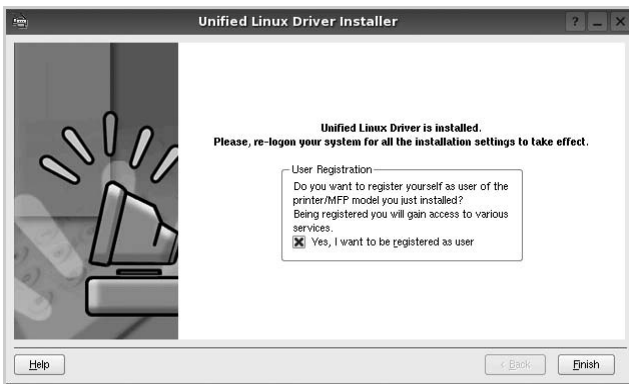 Unified Linux Driver Installer
Unified Linux Driver is installed.
Please, re-logon your system for all the installation settings to take effect.
User Registration
Do you want to register yourself as user of the
printer/MFP model you just installed?
Being registered you will gain access to various
services.
Yes, I want to be registered as user
Help
< Back
Finish